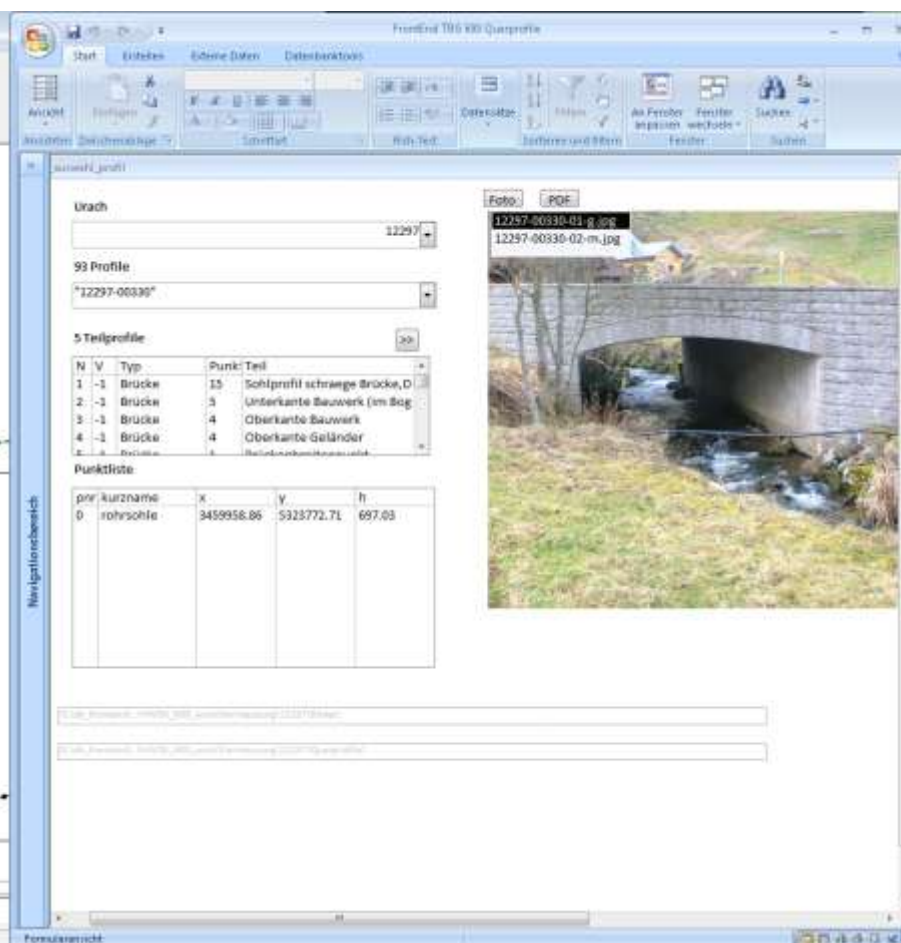 FrontEnd TBG Querprofile
Start Erstellen Externe Daten Datenbanktools
Ansicht Einfügen Datensätze Filtern An Fenster anpassen Fenster wechseln Suchen
Ansichten Zwischenablage Schriftart Rich-Text Sortieren und Filtern Fenster Suchen
auswahl_profil
Urach
12297
93 Profile
"12297-00330"
5 Teilprofile >>
N V Typ Punk Teil
1 -1 Brücke 15 Sohlprofil schraege Brücke,D
2 -1 Brücke 5 Unterkante Bauwerk (im Bog
3 -1 Brücke 4 Oberkante Bauwerk
4 -1 Brücke 4 Oberkante Geländer
Punktliste
pnr kurzname x y h
0 rohrsohle 3459958.86 5323772.71 697.03
Foto PDF
12297-00330-01-g.jpg
12297-00330-02-m.jpg
Navigationsbereich
Formularansicht